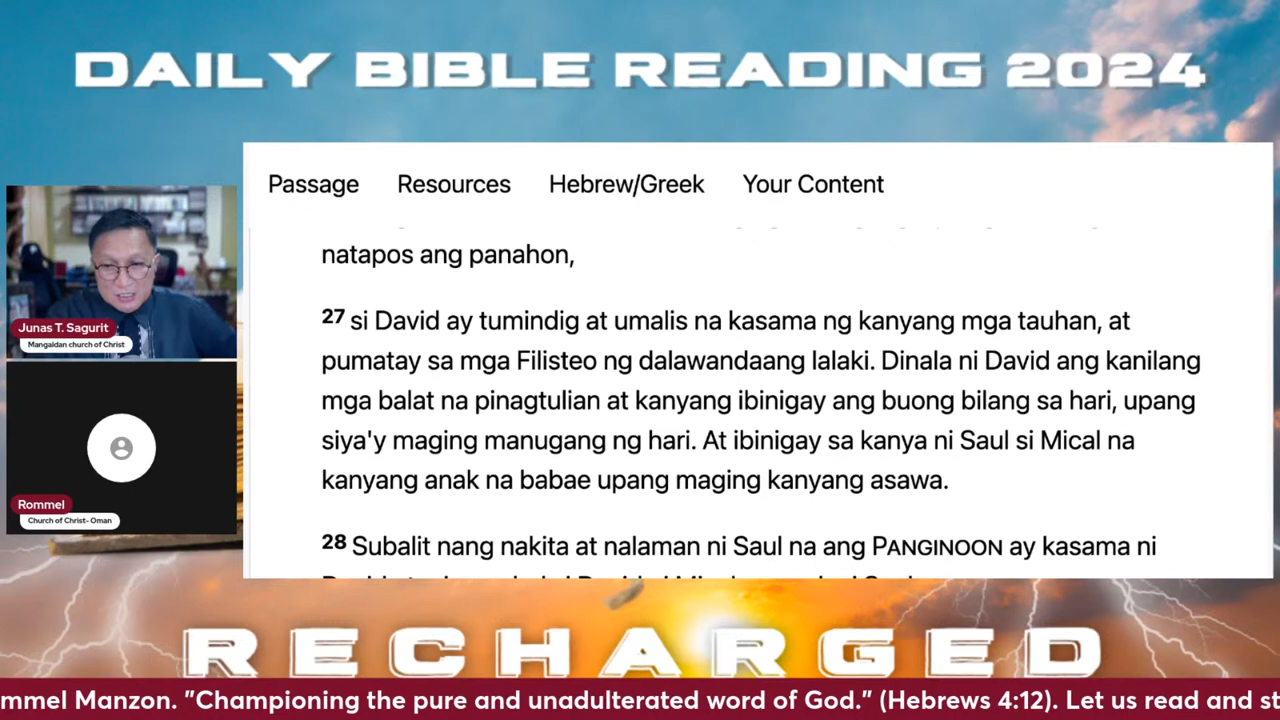 DAILY BIBLE READING 2024
Passage Resources Hebrew/Greek Your Content
natapos ang panahon,
27 si David ay tumindig at umalis na kasama ng kanyang mga tauhan, at
pumatay sa mga Filisteo ng dalawandaang lalaki. Dinala ni David ang kanilang
mga balat na pinagtulian at kanyang ibinigay ang buong bilang sa hari, upang
siya'y maging manugang ng hari. At ibinigay sa kanya ni Saul si Mical na
kanyang anak na babae upang maging kanyang asawa.
28 Subalit nang nakita at nalaman ni Saul na ang PANGINOON ay kasama ni
Junas T. Sagurit
Mangaldan church of Christ
Rommel
Church of Christ- Oman
RECHARGED
mmel Manzon. "Championing the pure and unadulterated word of God." (Hebrews 4:12). Let us read and st